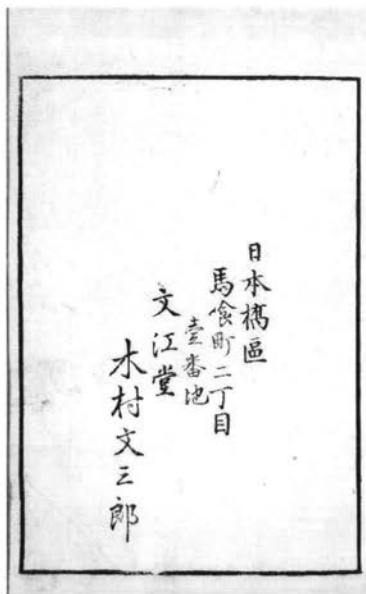 日本橋區
馬喰町二丁目
壹番地
文江堂
木村文三郎